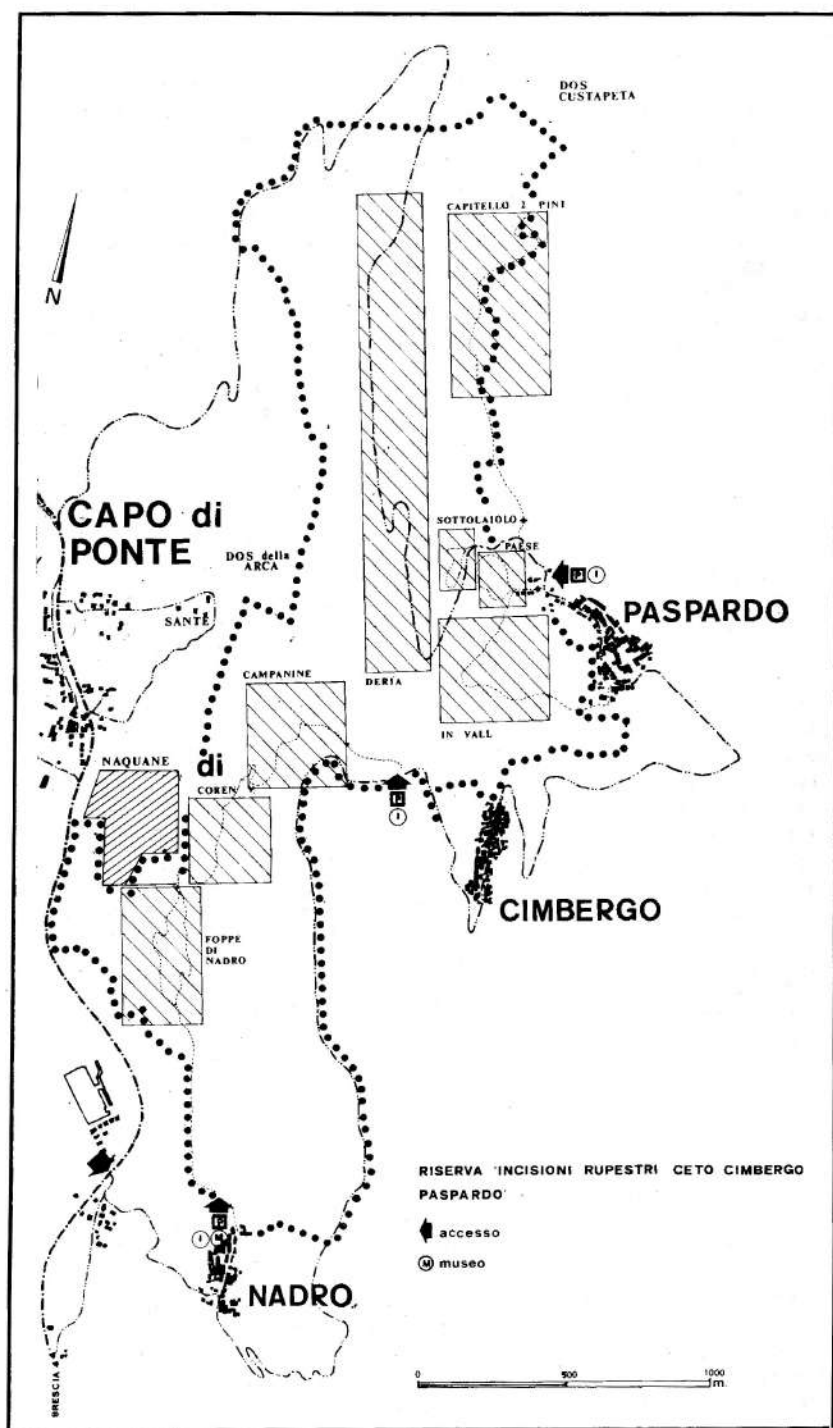 DOS
CUSTAPETA
CAPITELLO 2 PINI
N
CAPO di
PONTE
SOTTOLAIOLO
PAESE
DOS della
ARCA
P I
PASPARDO
SANTE
CAMPANINE
DERIA
IN VALL
NAQUANE
di
COREN
P
I
CIMBERGO
FOPPE
DI
NADRO
RISERVA 'INCISIONI RUPESTRI CETO CIMBERGO
PASPARDO'
accesso
M museo
P
I M
NADRO
BRESCIA
0 500 1000
m.